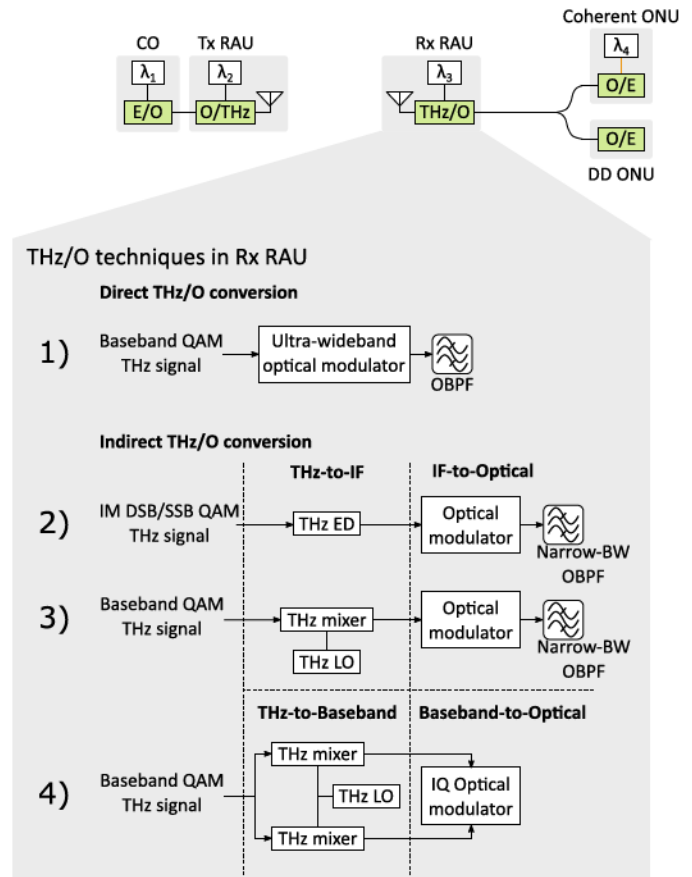 Coherent ONU
CO
Tx RAU
Rx RAU
λ1
λ2
λ3
λ4
E/O
O/THz
THz/O
O/E
O/E
DD ONU
THz/O techniques in Rx RAU
Direct THz/O conversion
1)
Baseband QAM
THz signal
Ultra-wideband
optical modulator
OBPF
Indirect THz/O conversion
THz-to-IF
IF-to-Optical
2)
IM DSB/SSB QAM
THz signal
THz ED
Optical
modulator
Narrow-BW
OBPF
3)
Baseband QAM
THz signal
THz mixer
THz LO
Optical
modulator
Narrow-BW
OBPF
THz-to-Baseband
Baseband-to-Optical
4)
Baseband QAM
THz signal
THz mixer
THz LO
THz mixer
IQ Optical
modulator